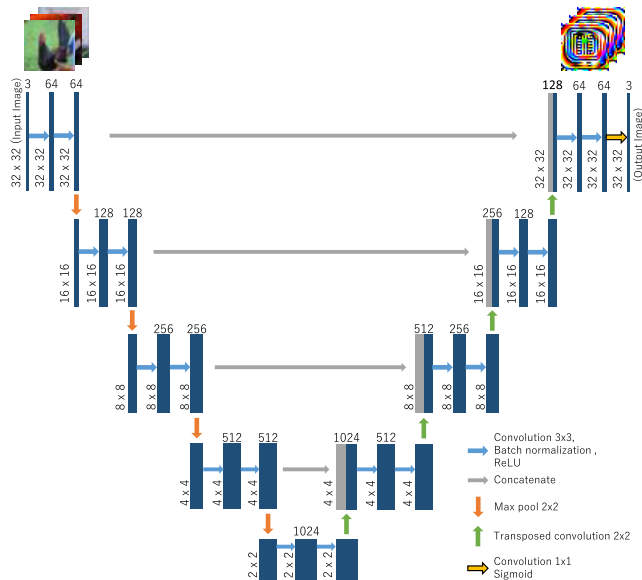 3 64 64
32 x 32 (Input Image)
32 x 32
32 x 32
128 64 64 3
32 x 32
32 x 32
32 x 32
32 x 32
(Output Image)
128 128
16 x 16
16 x 16
16 x 16
256 128
16 x 16
16 x 16
16 x 16
256 256
8 x 8
8 x 8
8 x 8
512 256
8 x 8
8 x 8
8 x 8
512 512
4 x 4
4 x 4
4 x 4
1024 512
4 x 4
4 x 4
4 x 4
1024
2 x 2
2 x 2
2 x 2
Convolution 3x3,
Batch normalization ,
ReLU
Concatenate
Max pool 2x2
Transposed convolution 2x2
Convolution 1x1
Sigmoid